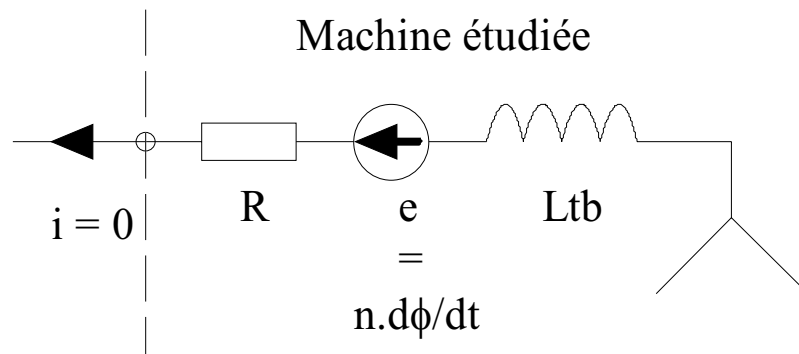 Machine étudiée
i = 0
R
e
Ltb
=
n.dϕ/dt